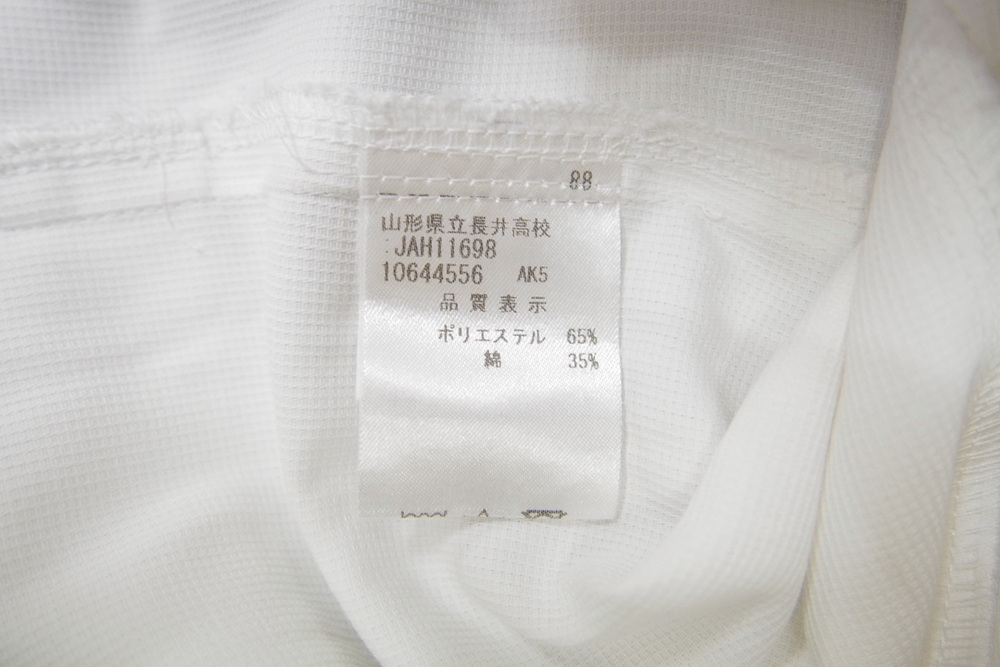 88
山形県立長井高校
:JAH11698
10644556 AK5
品質表示
ポリエステル 65%
綿 35%